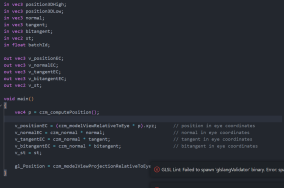 in vec3 position3DHigh;
in vec3 position3DLow;
in vec3 normal;
in vec3 tangent;
in vec3 bitangent;
in vec2 st;
in float batchId;
out vec3 v_positionEC;
out vec3 v_normalEC;
out vec3 v_tangentEC;
out vec3 v_bitangentEC;
out vec2 v_st;
void main()
{
vec4 p = czm_computePosition();
v_positionEC = (czm_modelViewRelativeToEye * p).xyz; // position in eye coordinates
v_normalEC = czm_normal * normal; // normal in eye coordinates
v_tangentEC = czm_normal * tangent; // tangent in eye coordinates
v_bitangentEC = czm_normal * bitangent; // bitangent in eye coordinates
v_st = st;
gl_Position = czm_modelViewProjectionRelativeToEye
GLSL Lint: Failed to spawn 'glslangValidator' binary. Error